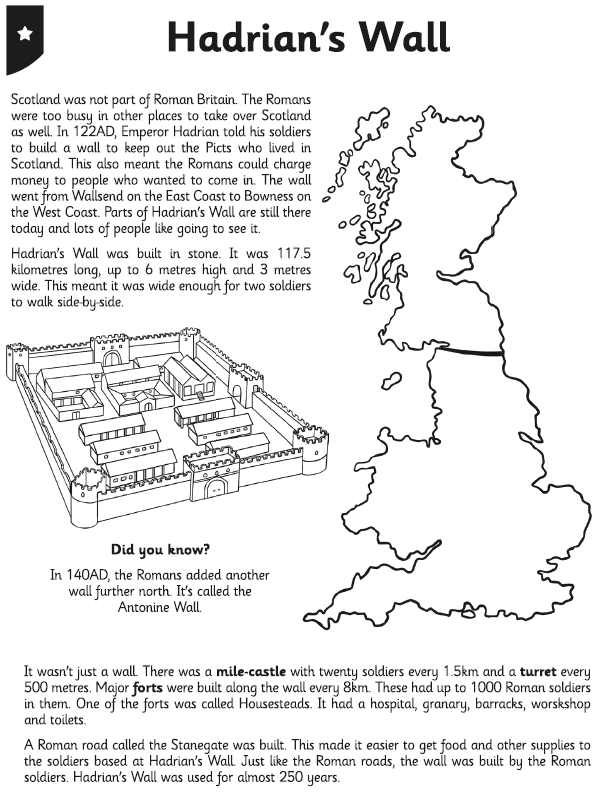 Hadrian's Wall
Scotland was not part of Roman Britain. The Romans
were too busy in other places to take over Scotland
as well. In 122AD, Emperor Hadrian told his soldiers
to build a wall to keep out the Picts who lived in
Scotland. This also meant the Romans could charge
money to people who wanted to come in. The wall
went from Wallsend on the East Coast to Bowness on
the West Coast. Parts of Hadrian's Wall are still there
today and lots of people like going to see it.
Hadrian's Wall was built in stone. It was 117.5
kilometres long, up to 6 metres high and 3 metres
wide. This meant it was wide enough for two soldiers
to walk side-by-side.
Did you know?
In 140AD, the Romans added another
wall further north. It's called the
Antonine Wall.
It wasn't just a wall. There was a mile-castle with twenty soldiers every 1.5km and a turret every
500 metres. Major forts were built along the wall every 8km. These had up to 1000 Roman soldiers
in them. One of the forts was called Housesteads. It had a hospital, granary, barracks, worskshop
and toilets.
A Roman road called the Stanegate was built. This made it easier to get food and other supplies to
the soldiers based at Hadrian's Wall. Just like the Roman roads, the wall was built by the Roman
soldiers. Hadrian's Wall was used for almost 250 years.